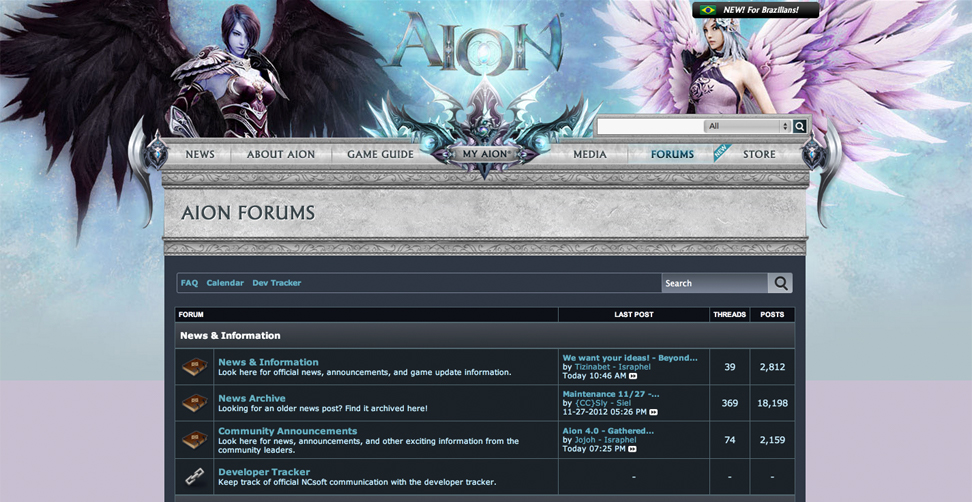 NEW! For Brazilians!
AION
All
NEWS
ABOUT AION
GAME GUIDE
MY AION
MEDIA
FORUMS
NEW
STORE
AION FORUMS
FAQ Calendar Dev Tracker
Search
FORUM LAST POST THREADS POSTS
News & Information
News & Information
Look here for official news, announcements, and game update information.
We want your ideas! - Beyond...
by Tizinabet - Israphel
Today 10:46 AM
39 2,812
News Archive
Looking for an older news post? Find it archived here!
Maintenance 11/27 -...
by {CC}Sly - Siel
11-27-2012 05:26 PM
369 18,198
Community Announcements
Look here for news, announcements, and other exciting information from the
community leaders.
Aion 4.0 - Gathered...
by Jojoh - Israphel
Today 07:25 PM
74 2,159
Developer Tracker
Keep track of official NCsoft communication with the developer tracker.
- - -